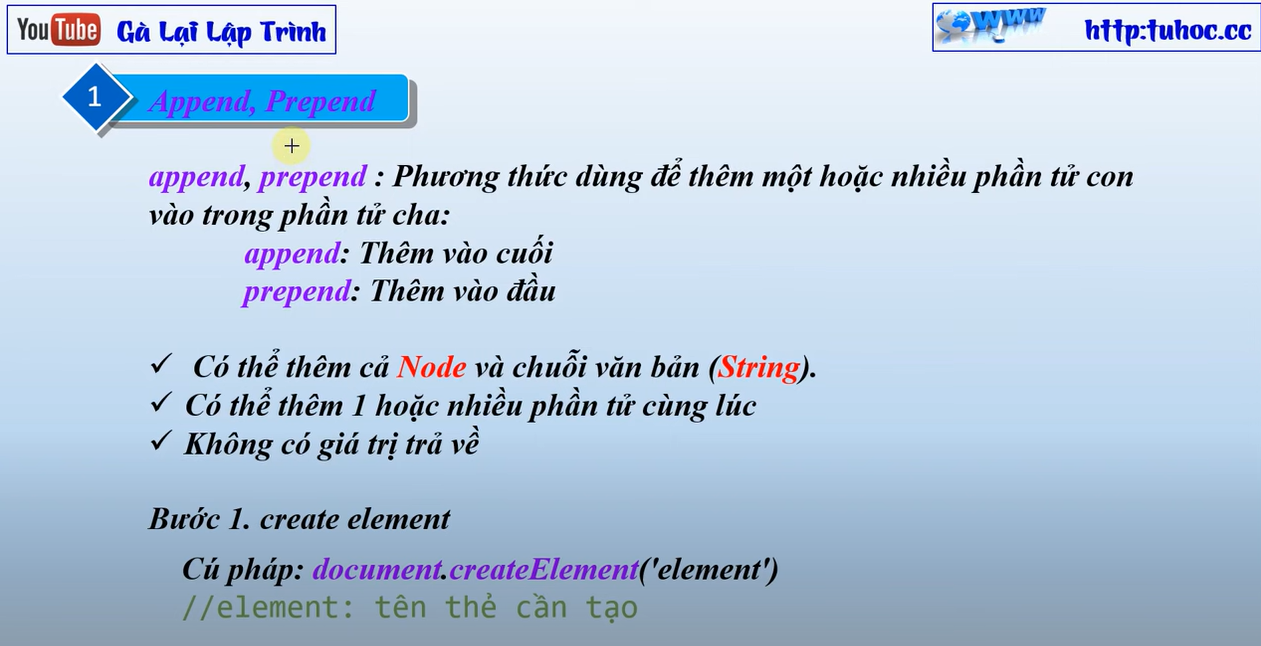 YouTube Gà Lại Lập Trình
WWW http:tuhoc.cc
1 Append, Prepend
append, prepend : Phương thức dùng để thêm một hoặc nhiều phần tử con
vào trong phần tử cha:
append: Thêm vào cuối
prepend: Thêm vào đầu
✓ Có thể thêm cả Node và chuỗi văn bản (String).
✓ Có thể thêm 1 hoặc nhiều phần tử cùng lúc
✓ Không có giá trị trả về
Bước 1. create element
Cú pháp: document.createElement('element')
//element: tên thẻ cần tạo